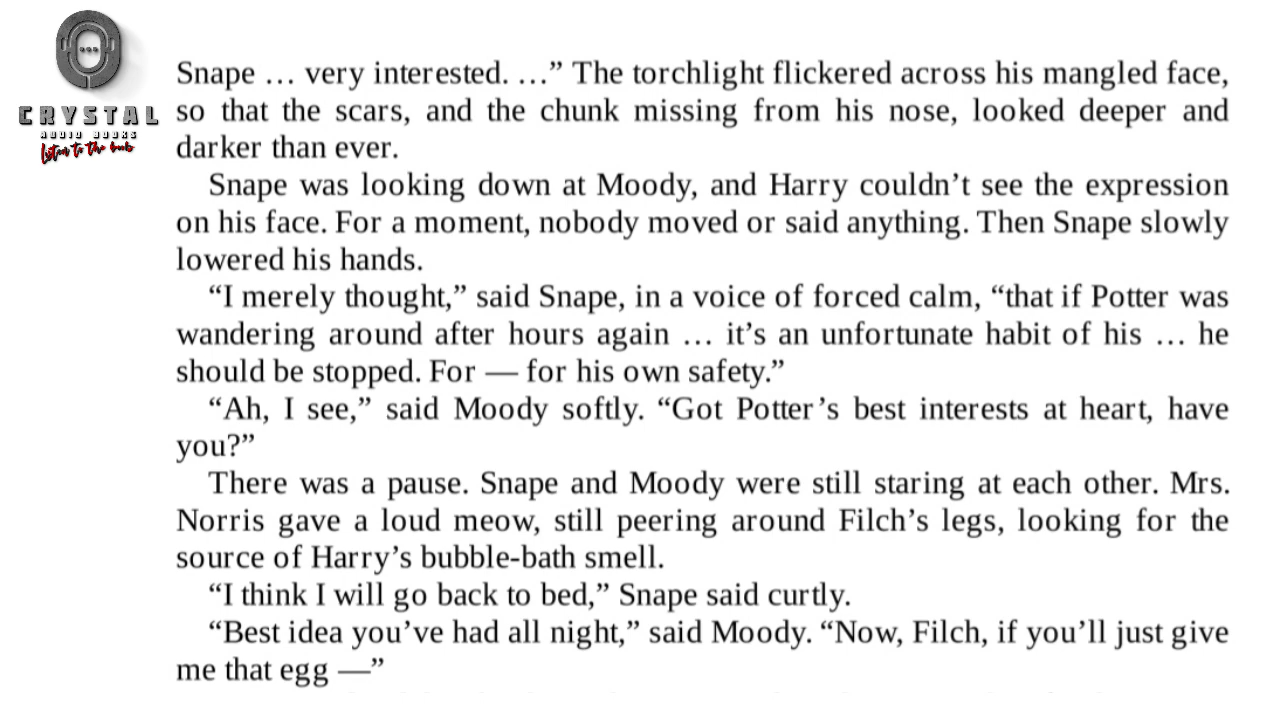 CRYSTAL
AUDIO BOOKS
Listen to the book
Snape … very interested. …” The torchlight flickered across his mangled face,
so that the scars, and the chunk missing from his nose, looked deeper and
darker than ever.
Snape was looking down at Moody, and Harry couldn’t see the expression
on his face. For a moment, nobody moved or said anything. Then Snape slowly
lowered his hands.
“I merely thought,” said Snape, in a voice of forced calm, “that if Potter was
wandering around after hours again … it’s an unfortunate habit of his … he
should be stopped. For — for his own safety.”
“Ah, I see,” said Moody softly. “Got Potter’s best interests at heart, have
you?”
There was a pause. Snape and Moody were still staring at each other. Mrs.
Norris gave a loud meow, still peering around Filch’s legs, looking for the
source of Harry’s bubble-bath smell.
“I think I will go back to bed,” Snape said curtly.
“Best idea you’ve had all night,” said Moody. “Now, Filch, if you’ll just give
me that egg —”